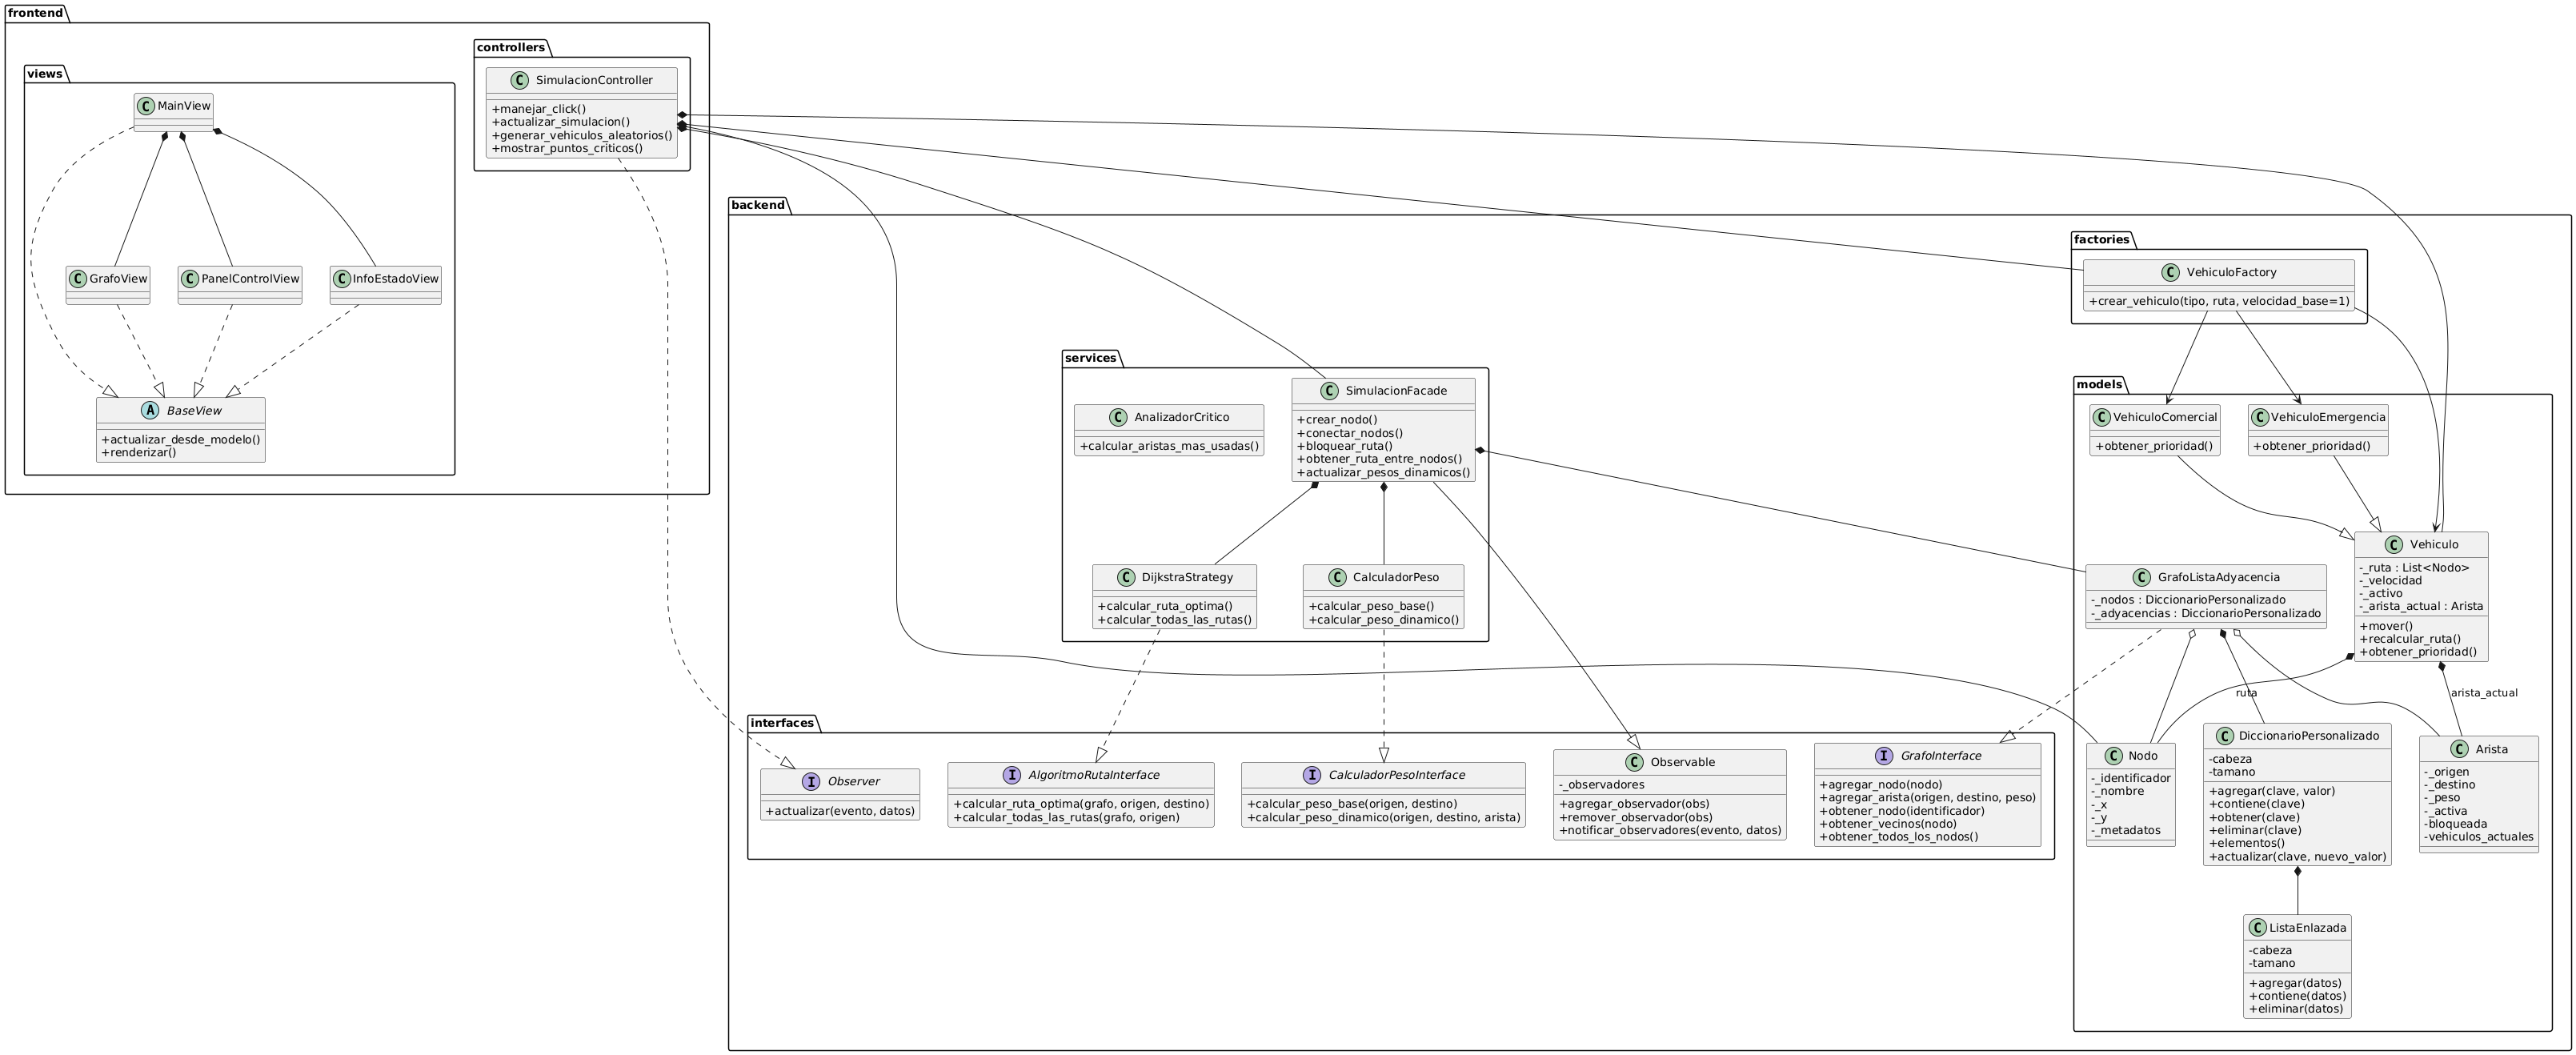 frontend
controllers
C SimulacionController
+manejar_click()
+actualizar_simulacion()
+generar_vehiculos_aleatorios()
+mostrar_puntos_criticos()
views
C MainView
C GrafoView
C PanelControlView
C InfoEstadoView
A BaseView
+actualizar_desde_modelo()
+renderizar()
backend
factories
C VehiculoFactory
+crear_vehiculo(tipo, ruta, velocidad_base=1)
services
C AnalizadorCritico
+calcular_aristas_mas_usadas()
C SimulacionFacade
+crear_nodo()
+conectar_nodos()
+bloquear_ruta()
+obtener_ruta_entre_nodos()
+actualizar_pesos_dinamicos()
C DijkstraStrategy
+calcular_ruta_optima()
+calcular_todas_las_rutas()
C CalculadorPeso
+calcular_peso_base()
+calcular_peso_dinamico()
models
C VehiculoComercial
+obtener_prioridad()
C VehiculoEmergencia
+obtener_prioridad()
C Vehiculo
-_ruta : List<Nodo>
-_velocidad
-_activo
-_arista_actual : Arista
+mover()
+recalcular_ruta()
+obtener_prioridad()
C GrafoListaAdyacencia
-_nodos : DiccionarioPersonalizado
-_adyacencias : DiccionarioPersonalizado
ruta
arista_actual
interfaces
I Observer
+actualizar(evento, datos)
I AlgoritmoRutaInterface
+calcular_ruta_optima(grafo, origen, destino)
+calcular_todas_las_rutas(grafo, origen)
I CalculadorPesoInterface
+calcular_peso_base(origen, destino)
+calcular_peso_dinamico(origen, destino, arista)
C Observable
-_observadores
+agregar_observador(obs)
+remover_observador(obs)
+notificar_observadores(evento, datos)
I GrafoInterface
+agregar_nodo(nodo)
+agregar_arista(origen, destino, peso)
+obtener_nodo(identificador)
+obtener_vecinos(nodo)
+obtener_todos_los_nodos()
C Nodo
-_identificador
-_nombre
-_x
-_y
-_metadatos
C DiccionarioPersonalizado
-cabeza
-tamano
+agregar(clave, valor)
+contiene(clave)
+obtener(clave)
+eliminar(clave)
+elementos()
+actualizar(clave, nuevo_valor)
C Arista
-_origen
-_destino
-_peso
-_activa
-bloqueada
-vehiculos_actuales
C ListaEnlazada
-cabeza
-tamano
+agregar(datos)
+contiene(datos)
+eliminar(datos)